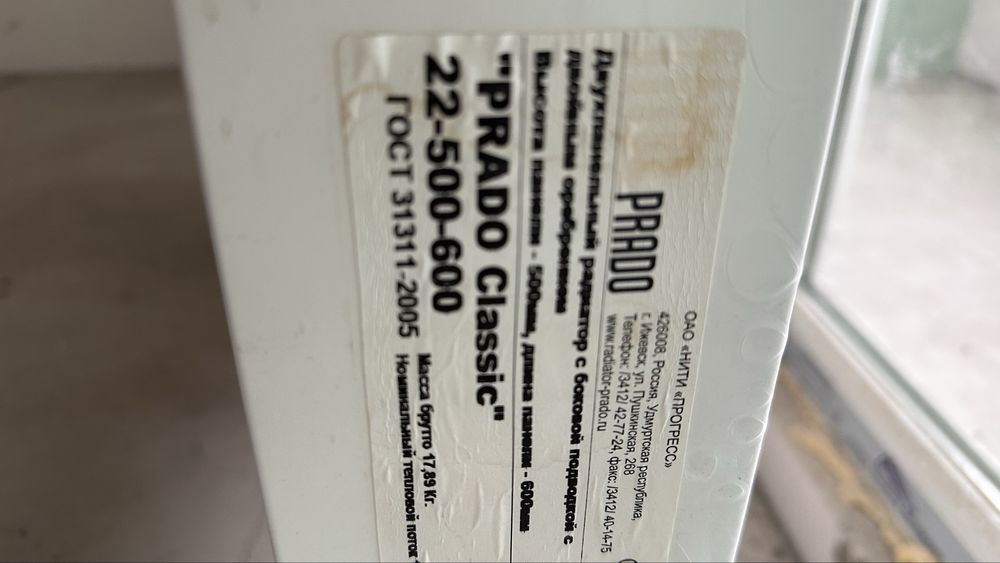 ОАО «НИТИ «ПРОГРЕСС»
426008, Россия, Удмуртская республика,
г. Ижевск, ул. Пушкинская, 268
Телефон: /3412/ 42-77-24, факс: /3412/ 40-14-75
www.radiator-prado.ru
PRADO
Двухпанельный радиатор с боковой подводкой с
двойным оребрением
Высота панели - 500мм, длина панели - 600мм
"PRADO Classic"
22-500-600
ГОСТ 31311-2005
Масса брутто 17,89 Кг.
Номинальный тепловой поток